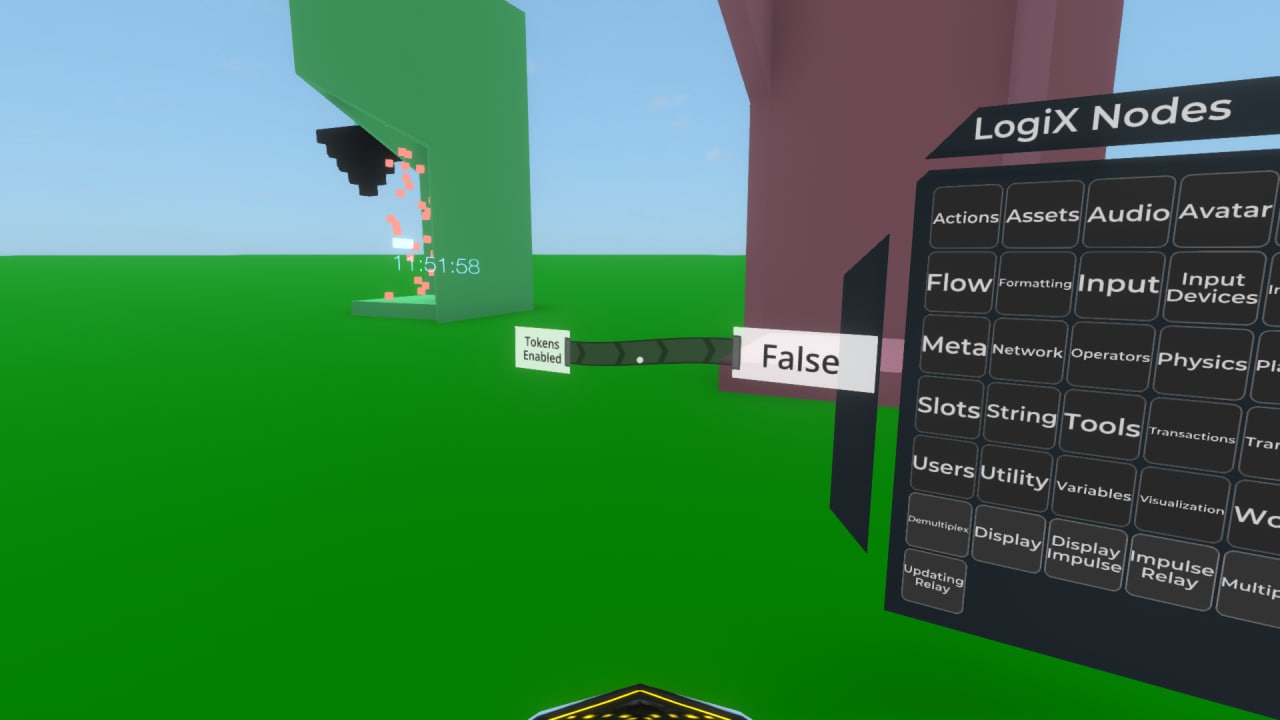 LogiX Nodes
Actions Assets Audio Avatar
Flow Formatting Input Input
Devices
Meta Network Operators Physics
Slots String Tools Transactions
Users Utility Variables Visualization
Demultiplex Display Display
Impulse Impulse
Relay
Updating
Relay
11:51:58
Tokens
Enabled
False